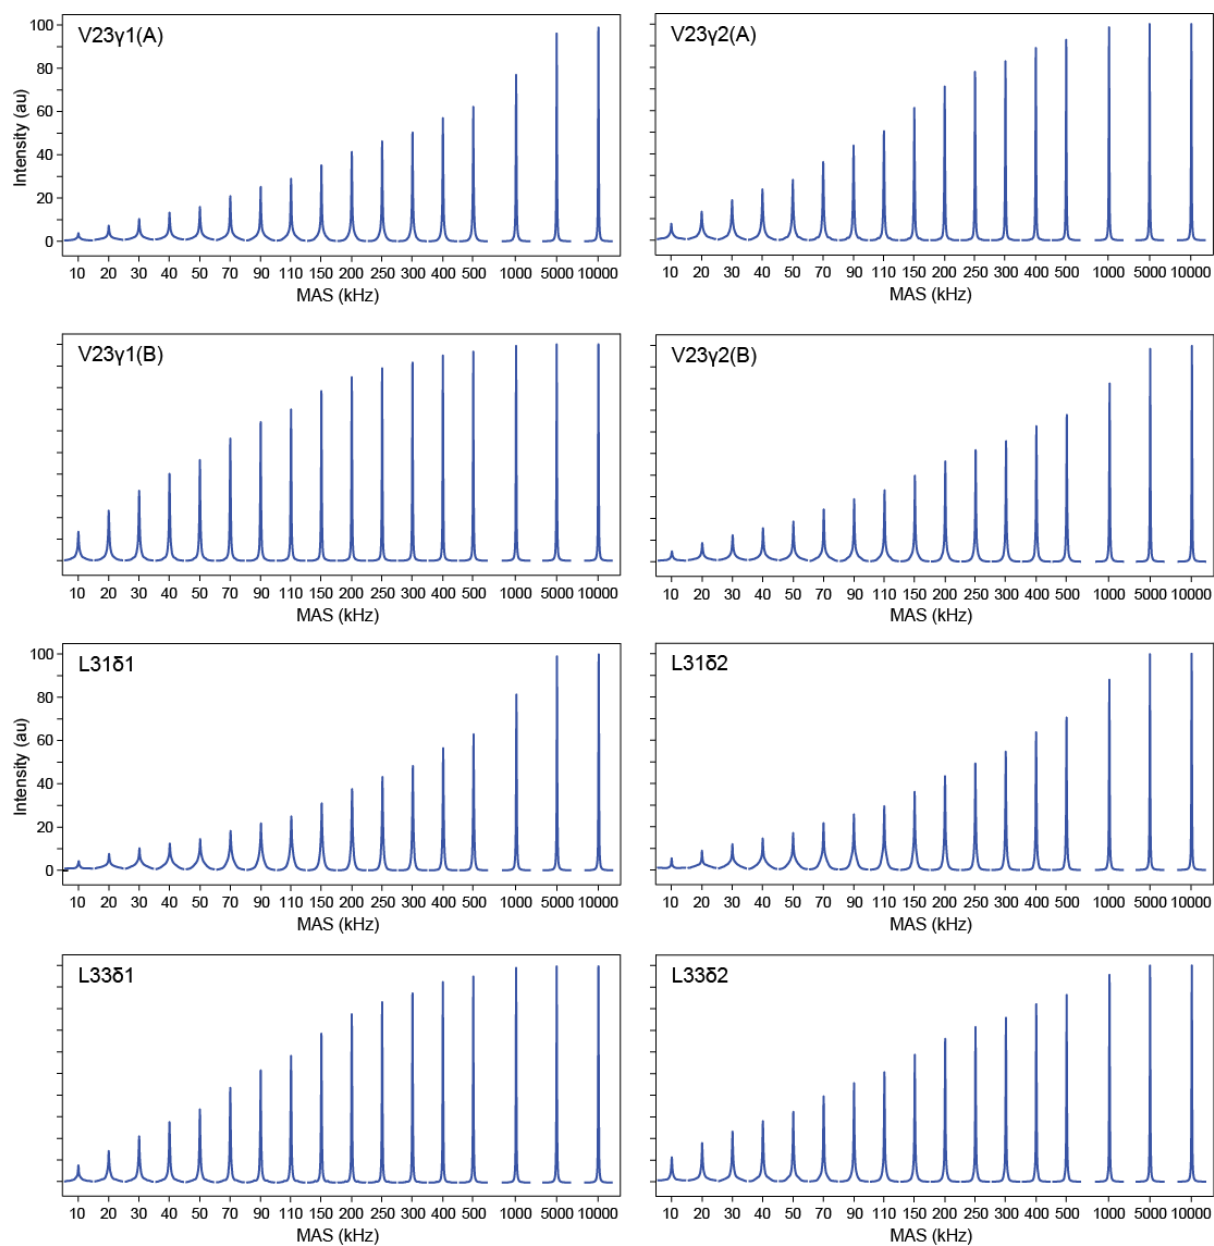 V23γ1(A)
100
80
60
40
20
0
Intensity (au)
10 20 30 40 50 70 90 110 150 200 250 300 400 500 1000 5000 10000
MAS (kHz)
V23γ2(A)
10 20 30 40 50 70 90 110 150 200 250 300 400 500 1000 5000 10000
MAS (kHz)
V23γ1(B)
10 20 30 40 50 70 90 110 150 200 250 300 400 500 1000 5000 10000
MAS (kHz)
V23γ2(B)
10 20 30 40 50 70 90 110 150 200 250 300 400 500 1000 5000 10000
MAS (kHz)
L31δ1
100
80
60
40
20
0
Intensity (au)
10 20 30 40 50 70 90 110 150 200 250 300 400 500 1000 5000 10000
MAS (kHz)
L31δ2
10 20 30 40 50 70 90 110 150 200 250 300 400 500 1000 5000 10000
MAS (kHz)
L33δ1
10 20 30 40 50 70 90 110 150 200 250 300 400 500 1000 5000 10000
MAS (kHz)
L33δ2
10 20 30 40 50 70 90 110 150 200 250 300 400 500 1000 5000 10000
MAS (kHz)